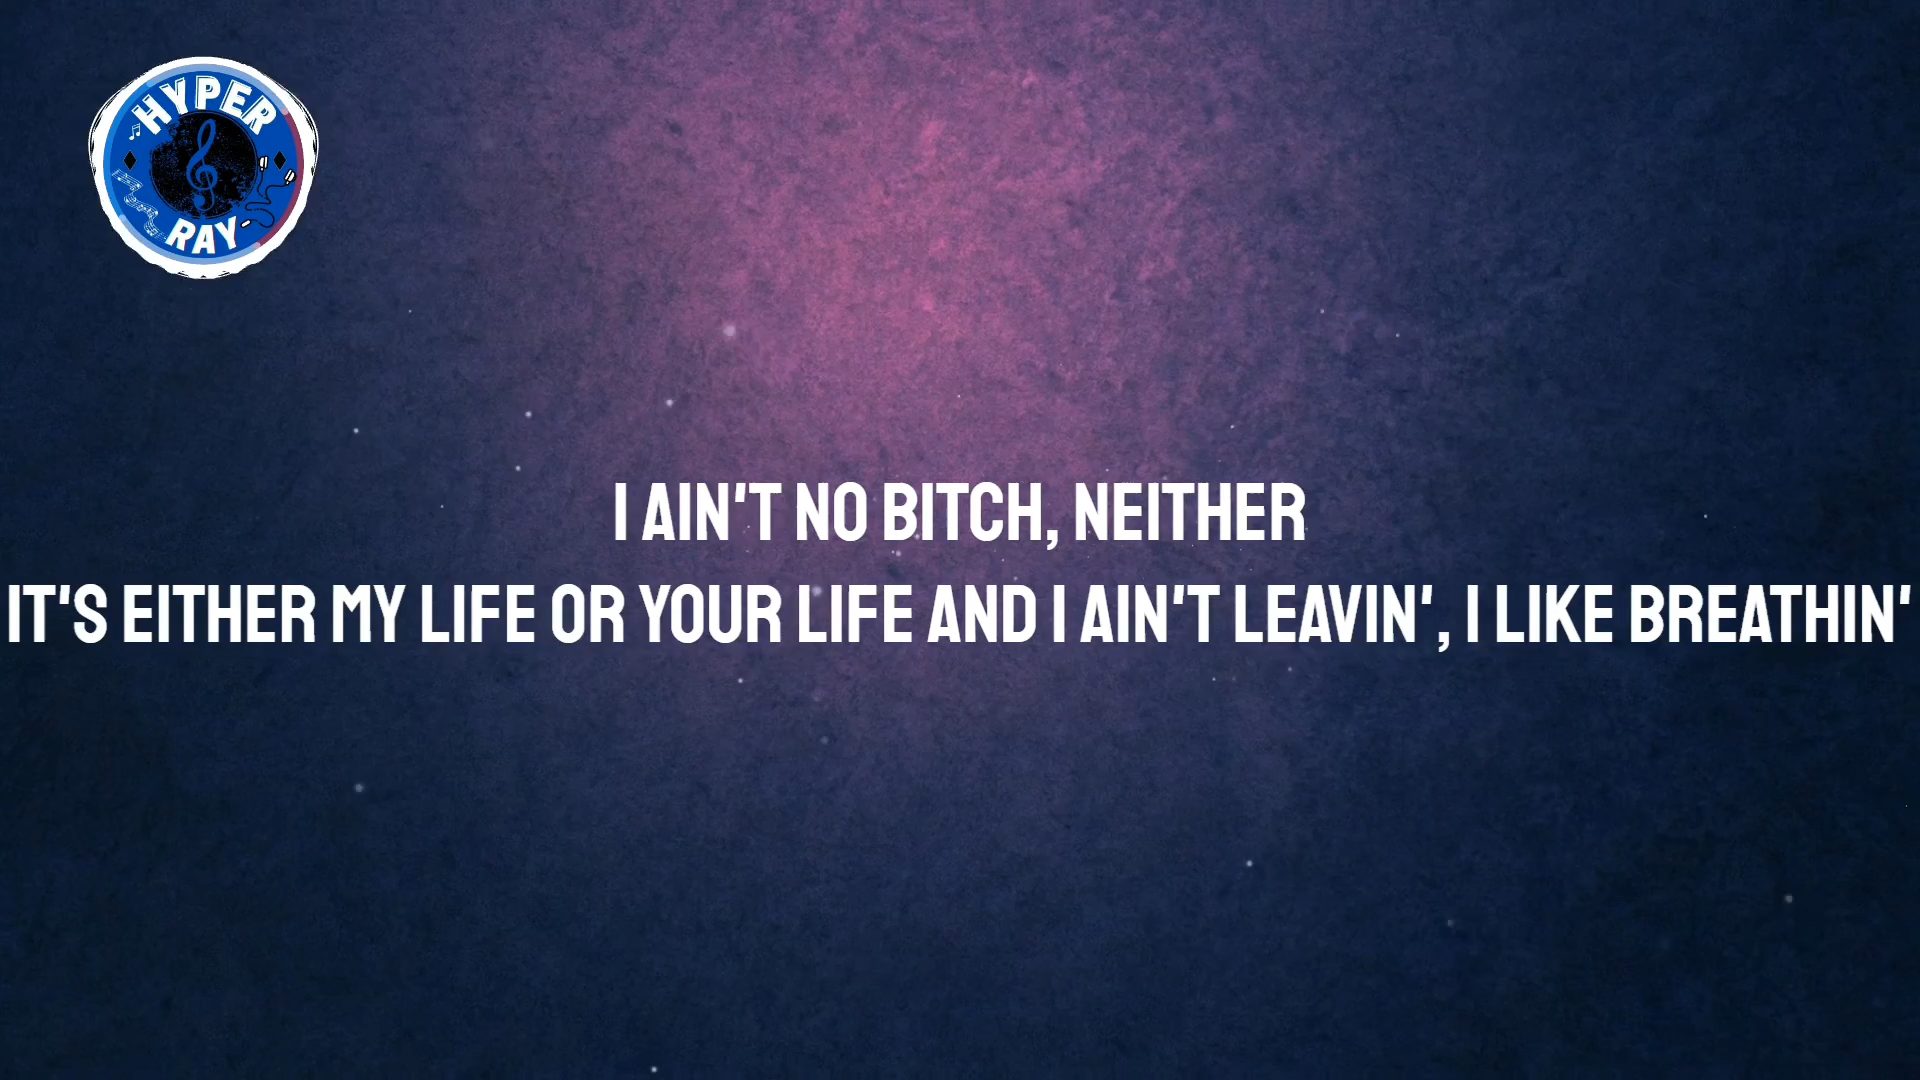 HYPER
RAY
I AIN'T NO BITCH, NEITHER
IT'S EITHER MY LIFE OR YOUR LIFE AND I AIN'T LEAVIN', I LIKE BREATHIN'